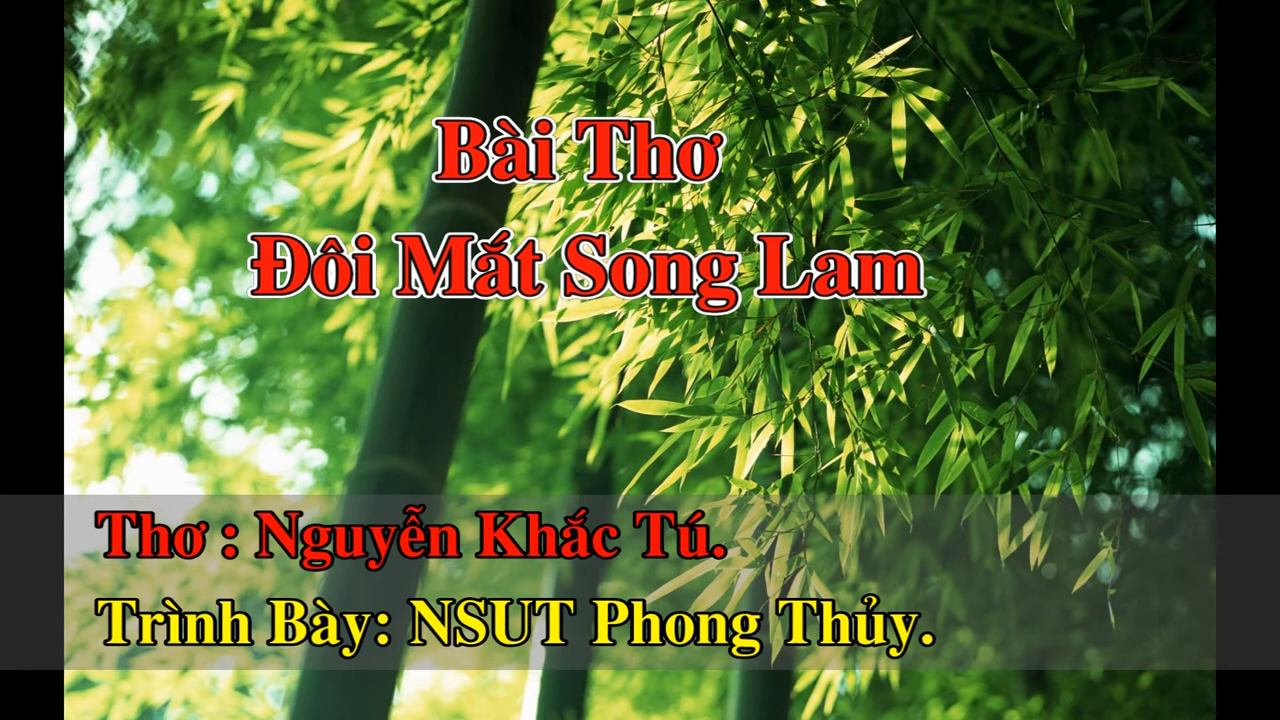 Bài Thơ
Đôi Mắt Song Lam
Thơ : Nguyễn Khắc Tú.
Trình Bày: NSUT Phong Thủy.